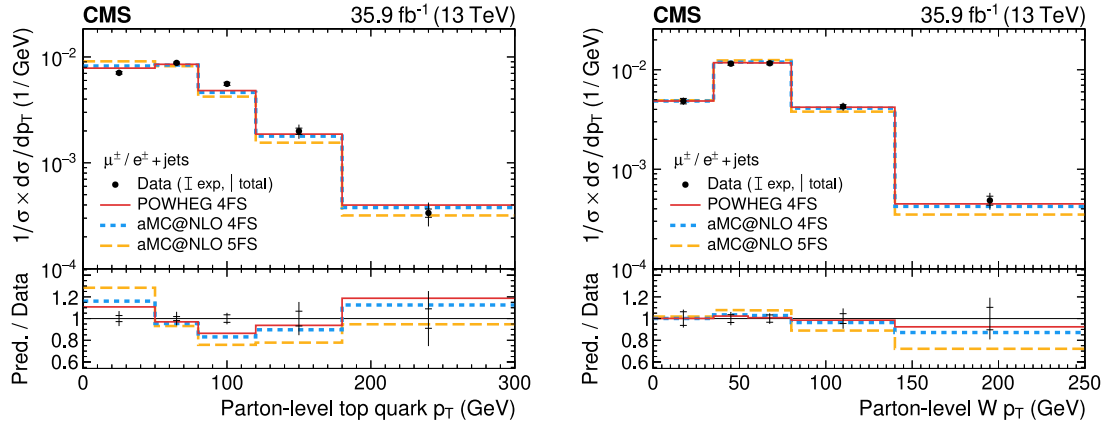 CMS 35.9 fb⁻¹ (13 TeV)
1/σ × dσ/dp_T (1/GeV)
10⁻²
10⁻³
10⁻⁴
μ± / e± + jets
Data (I exp, | total)
POWHEG 4FS
aMC@NLO 4FS
aMC@NLO 5FS
Pred. / Data
1.2
1
0.8
0.6
0 100 200 300
Parton-level top quark p_T (GeV)
CMS 35.9 fb⁻¹ (13 TeV)
1/σ × dσ/dp_T (1/GeV)
10⁻²
10⁻³
10⁻⁴
μ± / e± + jets
Data (I exp, | total)
POWHEG 4FS
aMC@NLO 4FS
aMC@NLO 5FS
Pred. / Data
1.2
1
0.8
0.6
0 50 100 150 200 250
Parton-level W p_T (GeV)